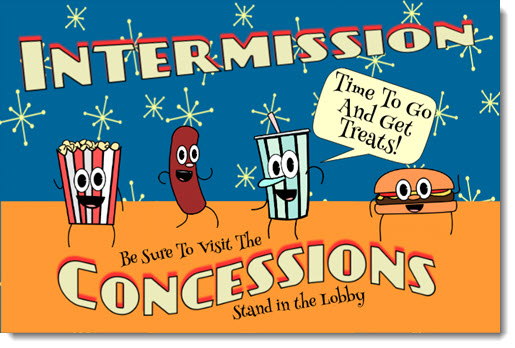 Intermission
Time To Go
And Get
Treats!
Be Sure To Visit The
Concessions
Stand in the Lobby